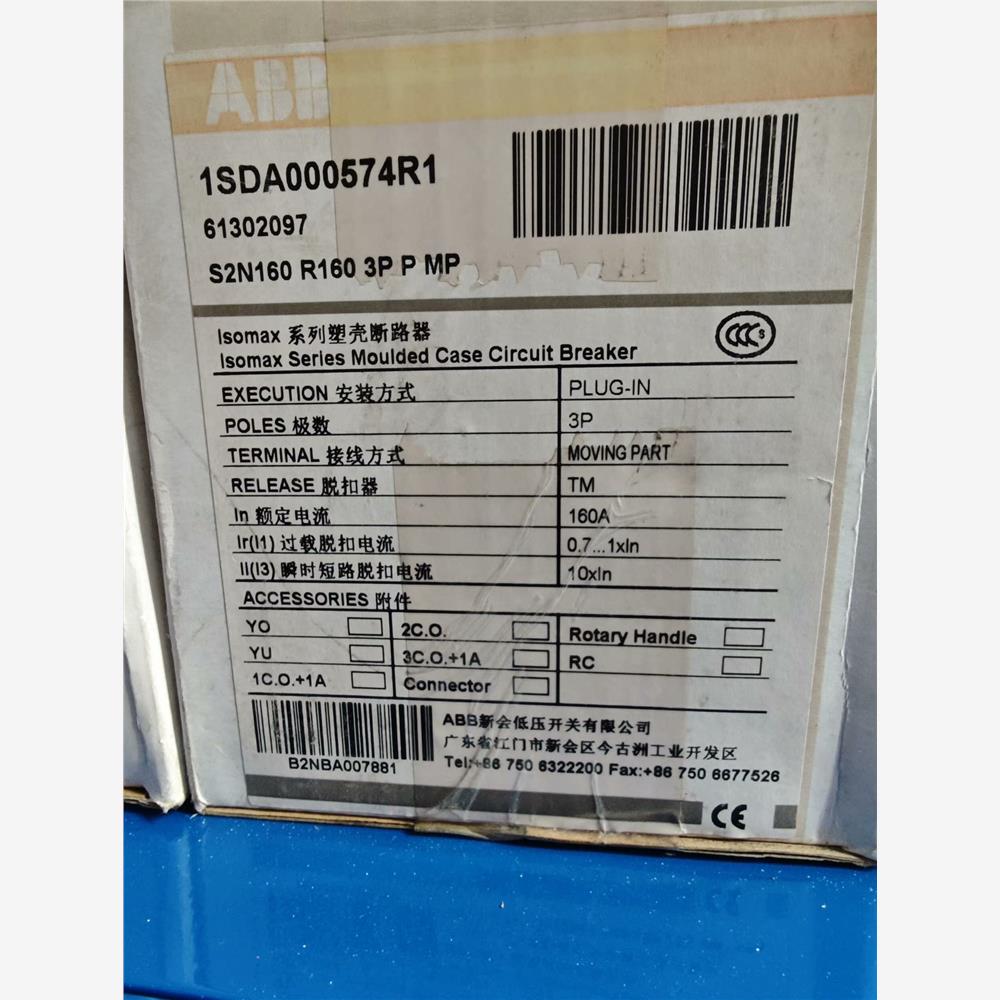 ABB
1SDA000574R1
61302097
S2N160 R160 3P P MP
Isomax 系列塑壳断路器
Isomax Series Moulded Case Circuit Breaker
CCC S
EXECUTION 安装方式 PLUG-IN
POLES 极数 3P
TERMINAL 接线方式 MOVING PART
RELEASE 脱扣器 TM
In 额定电流 160A
Ir(I1) 过载脱扣电流 0.7...1xIn
Ii(I3) 瞬时短路脱扣电流 10xIn
ACCESSORIES 附件
YO 2C.O. Rotary Handle
YU 3C.O.+1A RC
1C.O.+1A Connector
ABB新会低压开关有限公司
广东省江门市新会区今古洲工业开发区
B2NBA007881 Tel:+86 750 6322200 Fax:+86 750 6677526
CE